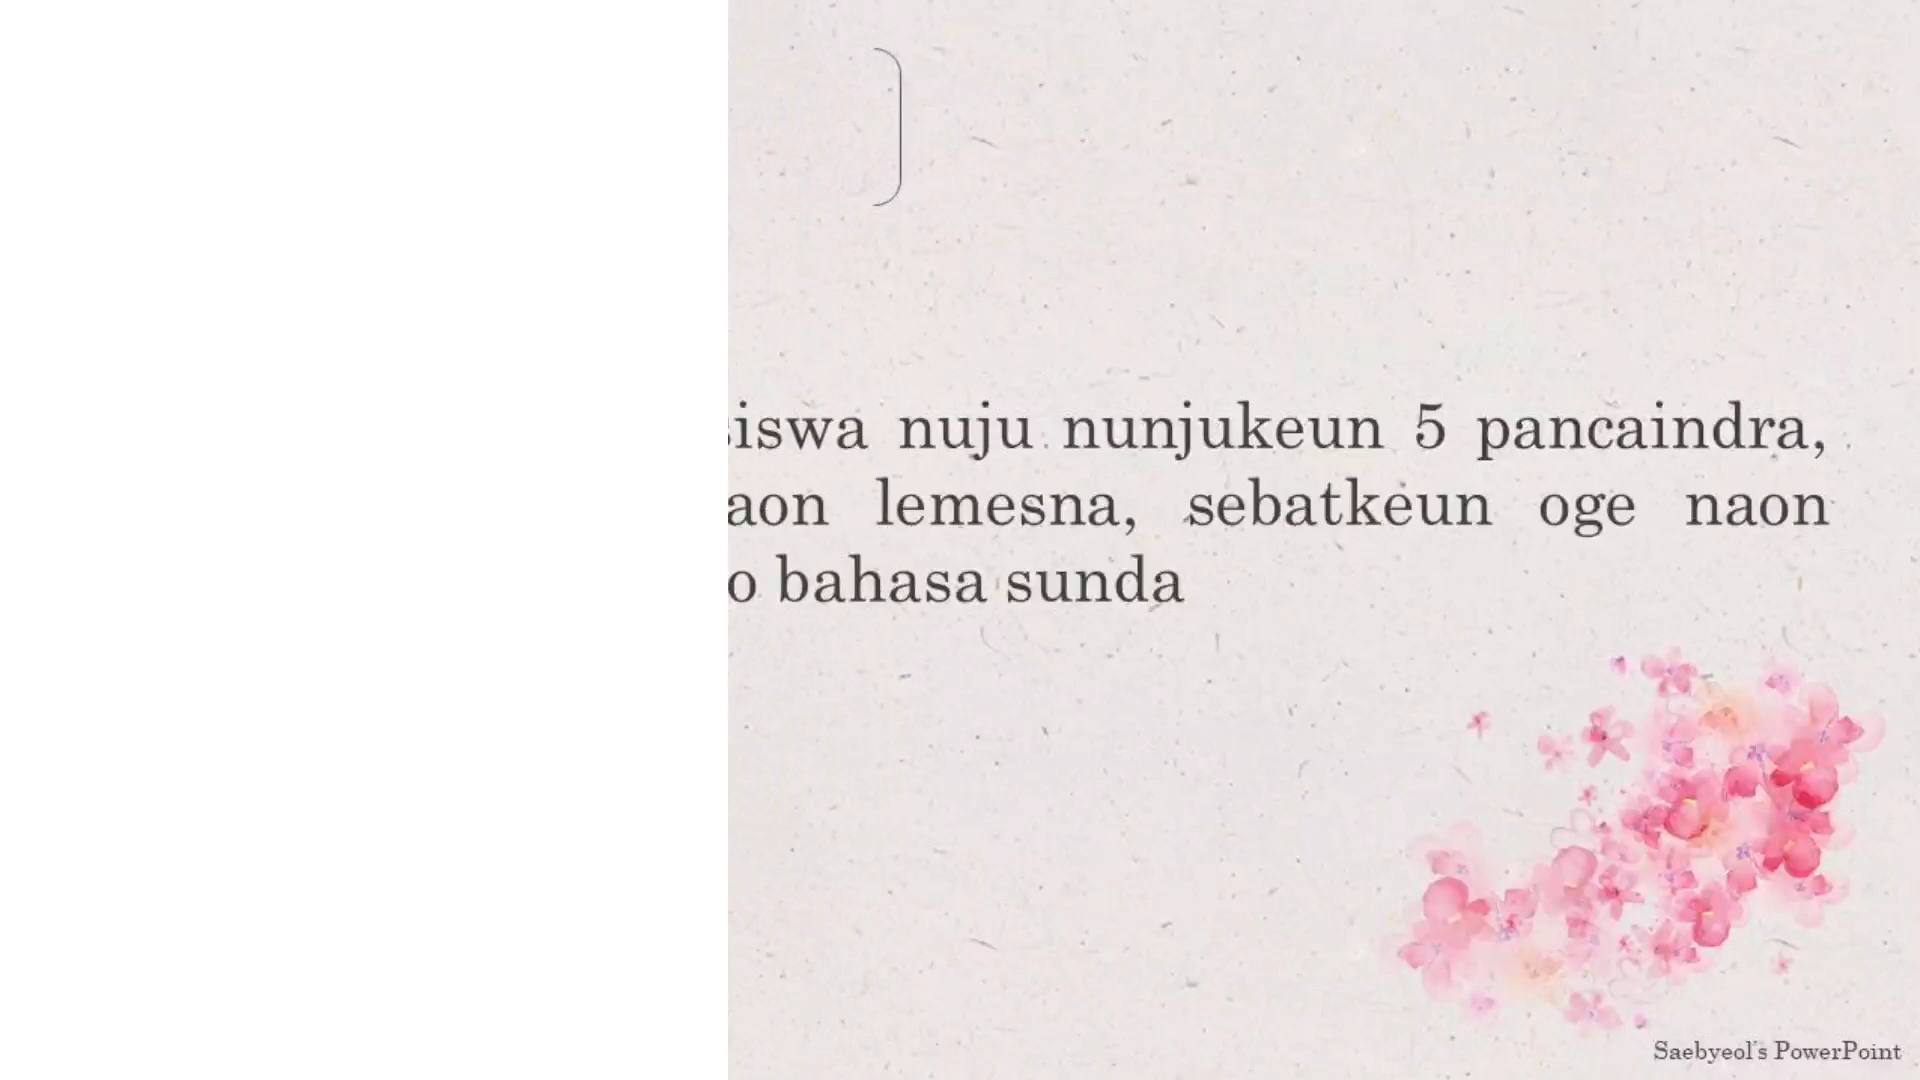 siswa nuju nunjukeun 5 pancaindra,
aon lemesna, sebatkeun oge naon
o bahasa sunda
Saebyeol's PowerPoint